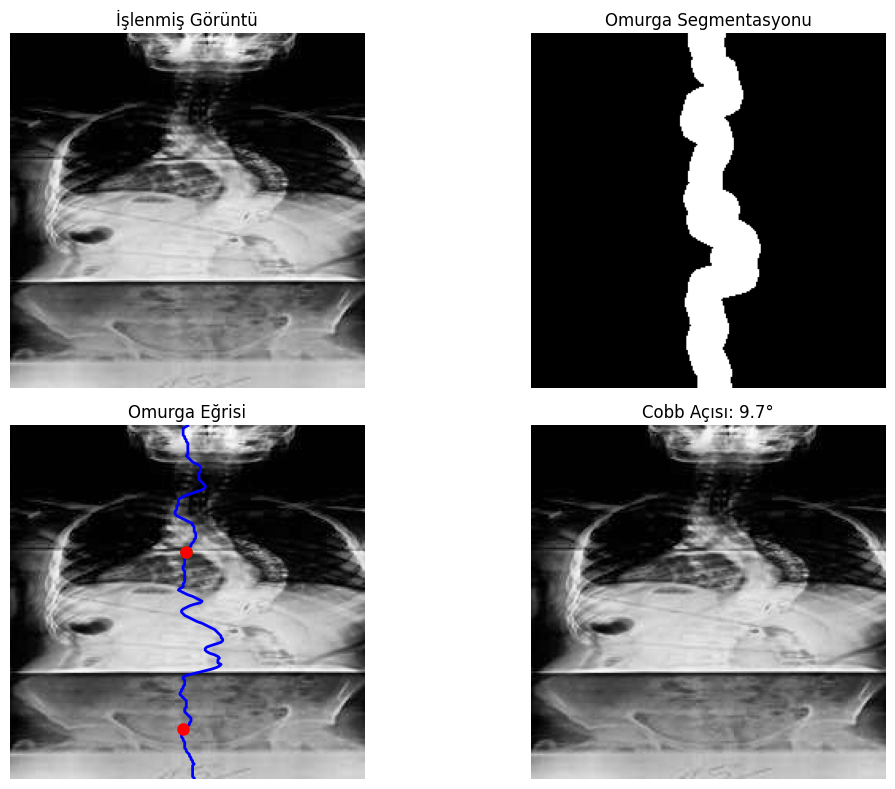 İşlenmiş Görüntü
Omurga Segmentasyonu
Omurga Eğrisi
Cobb Açısı: 9.7°